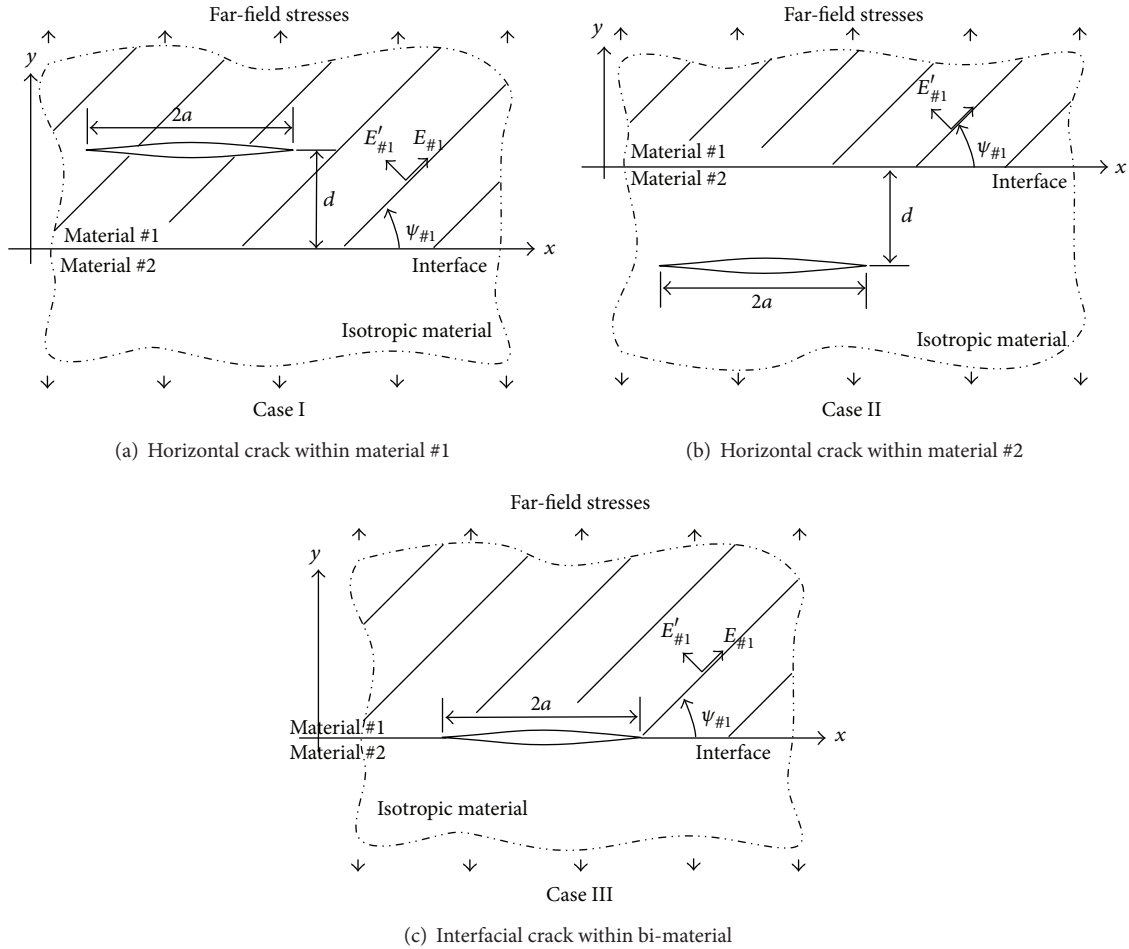 Far-field stresses
y
2a
E′#1
E#1
d
ψ#1
Material #1
Material #2
Interface
x
Isotropic material
Case I
(a) Horizontal crack within material #1
Far-field stresses
y
E′#1
ψ#1
Material #1
Material #2
Interface
x
d
2a
Isotropic material
Case II
(b) Horizontal crack within material #2
Far-field stresses
y
E′#1
E#1
2a
ψ#1
Material #1
Material #2
Interface
x
Isotropic material
Case III
(c) Interfacial crack within bi-material